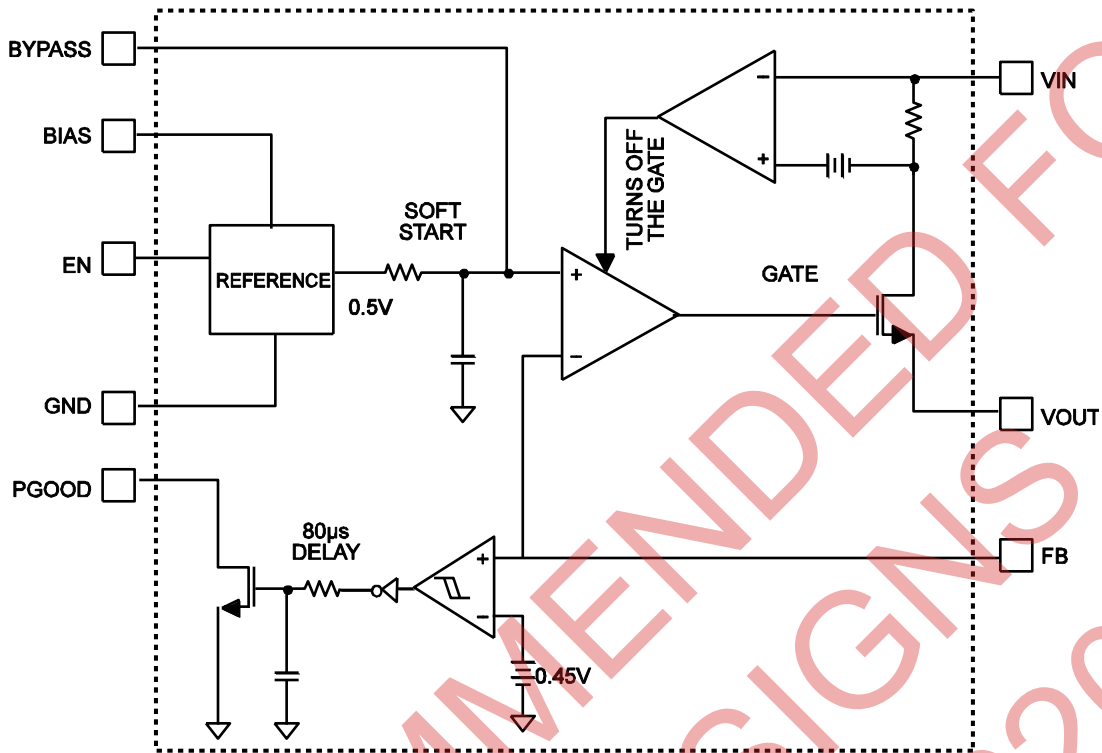 BYPASS
VIN
BIAS
TURNS OFF
THE GATE
SOFT
START
EN
REFERENCE
0.5V
GATE
GND
VOUT
PGOOD
80µs
DELAY
FB
0.45V
MMENDED FO
SIGNS